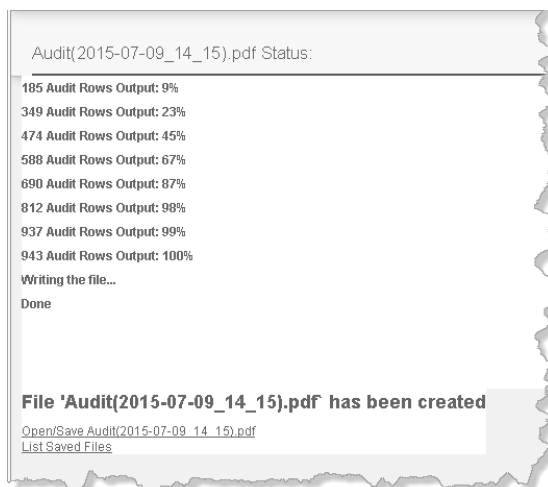 Audit(2015-07-09_14_15).pdf Status:
185 Audit Rows Output: 9%
349 Audit Rows Output: 23%
474 Audit Rows Output: 45%
588 Audit Rows Output: 67%
690 Audit Rows Output: 87%
812 Audit Rows Output: 98%
937 Audit Rows Output: 99%
943 Audit Rows Output: 100%
Writing the file...
Done
File 'Audit(2015-07-09_14_15).pdf' has been created
Open/Save Audit(2015-07-09_14_15).pdf
List Saved Files